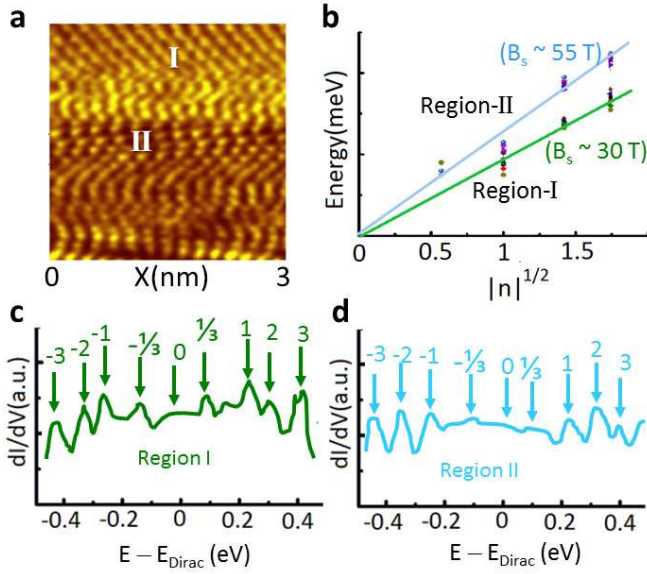 a
I
II
0
X(nm)
3
b
Energy(meV)
(Bₛ ~ 55 T)
Region-II
(Bₛ ~ 30 T)
Region-I
0 0.5 1 1.5
|n|^1/2
c
-3 -2 -1 -⅓ 0 ⅓ 1 2 3
dI/dV(a.u.)
Region I
-0.4 -0.2 0 0.2 0.4
E – E_Dirac (eV)
d
-3 -2 -1 -⅓ 0 ⅓ 1 2 3
dI/dV(a.u.)
Region II
-0.4 -0.2 0 0.2 0.4
E – E_Dirac (eV)